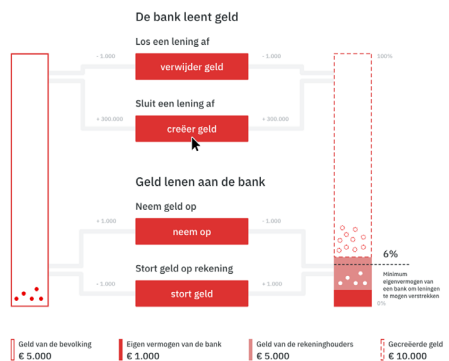 De bank leent geld
Los een lening af
- 1.000
verwijder geld
- 1.000
100%
Sluit een lening af
+ 300.000
creëer geld
+ 300.000
Geld lenen aan de bank
Neem geld op
+ 1.000
neem op
- 1.000
6%
Minimum
eigenvermogen van
een bank om leningen
te mogen verstrekken
Stort geld op rekening
- 1.000
stort geld
+ 1.000
0%
Geld van de bevolking
€ 5.000
Eigen vermogen van de bank
€ 1.000
Geld van de rekeninghouders
€ 5.000
Gecreëerde geld
€ 10.000